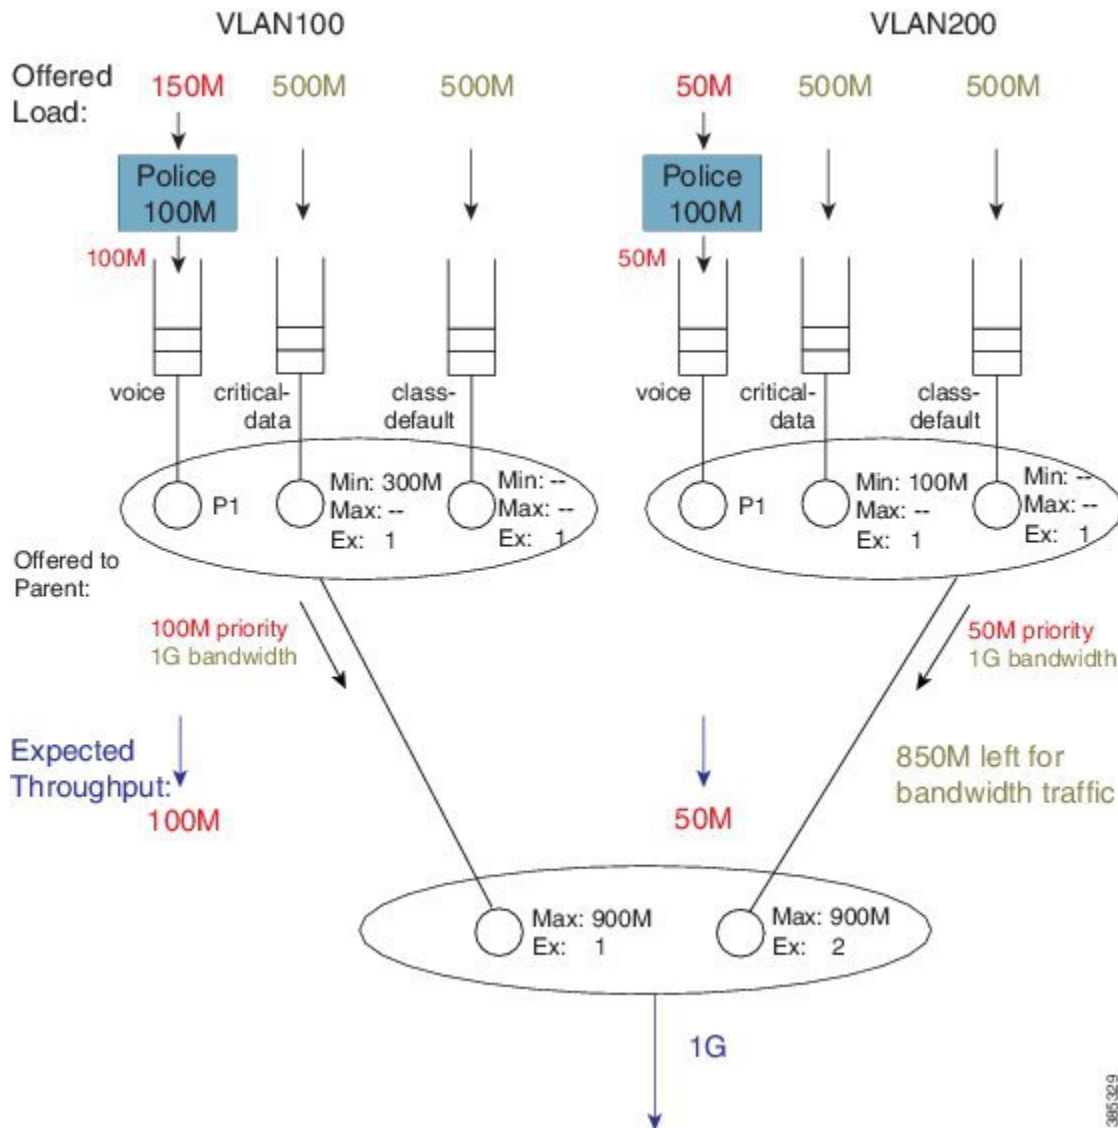 VLAN100
VLAN200
Offered
Load:
150M
500M
500M
50M
500M
500M
Police
100M
Police
100M
100M
50M
voice
critical-
data
class-
default
voice
critical-
data
class-
default
P1
Min: 300M
Max: --
Ex: 1
Min: --
Max: --
Ex: 1
P1
Min: 100M
Max: --
Ex: 1
Min: --
Max: --
Ex: 1
Offered to
Parent:
100M priority
1G bandwidth
50M priority
1G bandwidth
Expected
Throughput:
100M
50M
850M left for
bandwidth traffic
Max: 900M
Ex: 1
Max: 900M
Ex: 2
1G
385329